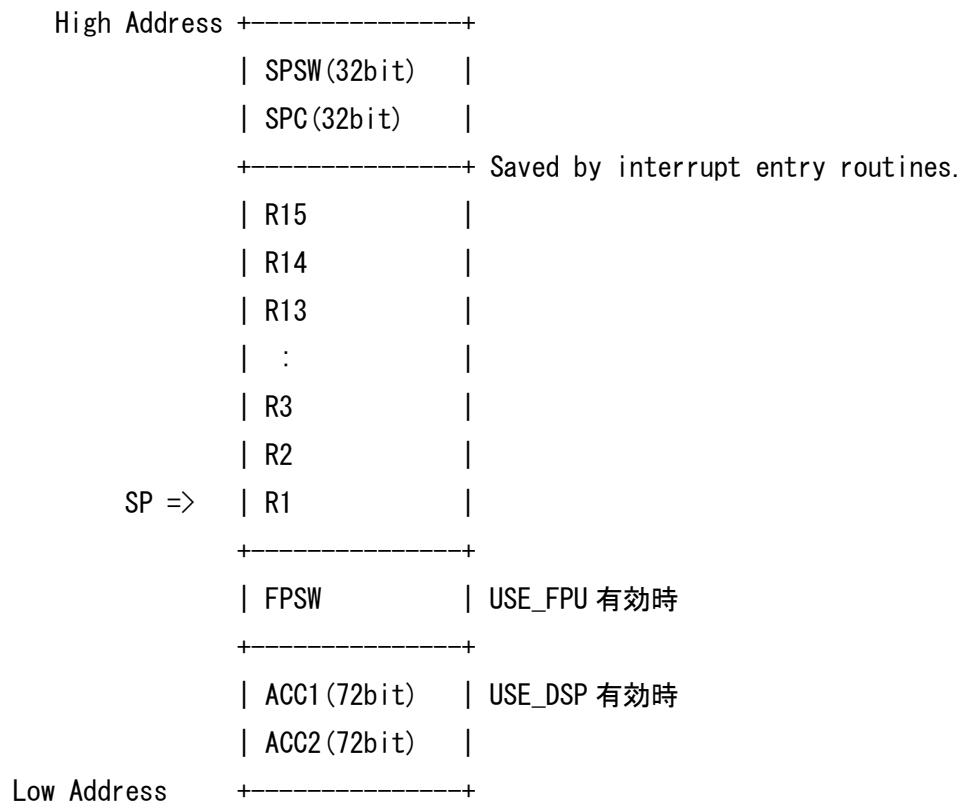 High Address +---------------+
| SPSW(32bit) |
| SPC(32bit) |
+---------------+ Saved by interrupt entry routines.
| R15 |
| R14 |
| R13 |
| : |
| R3 |
| R2 |
SP => | R1 |
+---------------+
| FPSW | USE_FPU 有効時
+---------------+
| ACC1(72bit) | USE_DSP 有効時
| ACC2(72bit) |
Low Address +---------------+